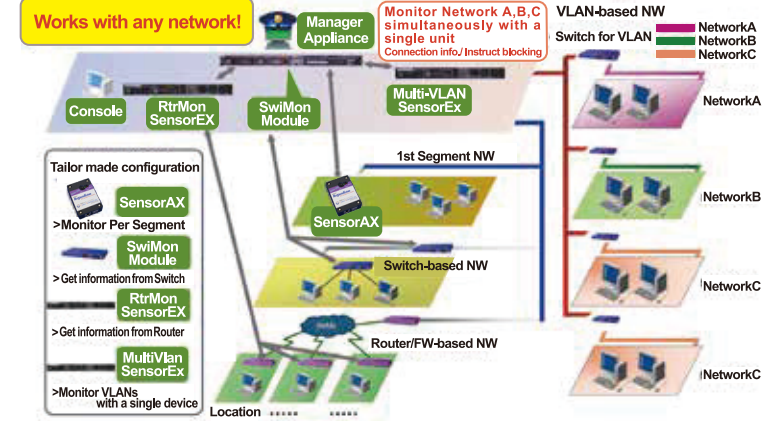 Works with any network!
Manager
Appliance
Monitor Network A,B,C
simultaneously with a
single unit
Connection info./ Instruct blocking
VLAN-based NW
Switch for VLAN
NetworkA
NetworkB
NetworkC
Console
RtrMon
SensorEX
SwiMon
Module
Multi-VLAN
SensorEx
NetworkA
1st Segment NW
SensorAX
NetworkB
Switch-based NW
NetworkC
Router/FW-based NW
NetworkC
Location
Tailor made configuration
SensorAX
>Monitor Per Segment
SwiMon
Module
>Get information from Switch
RtrMon
SensorEX
>Get information from Router
MultiVlan
SensorEx
>Monitor VLANs
with a single device